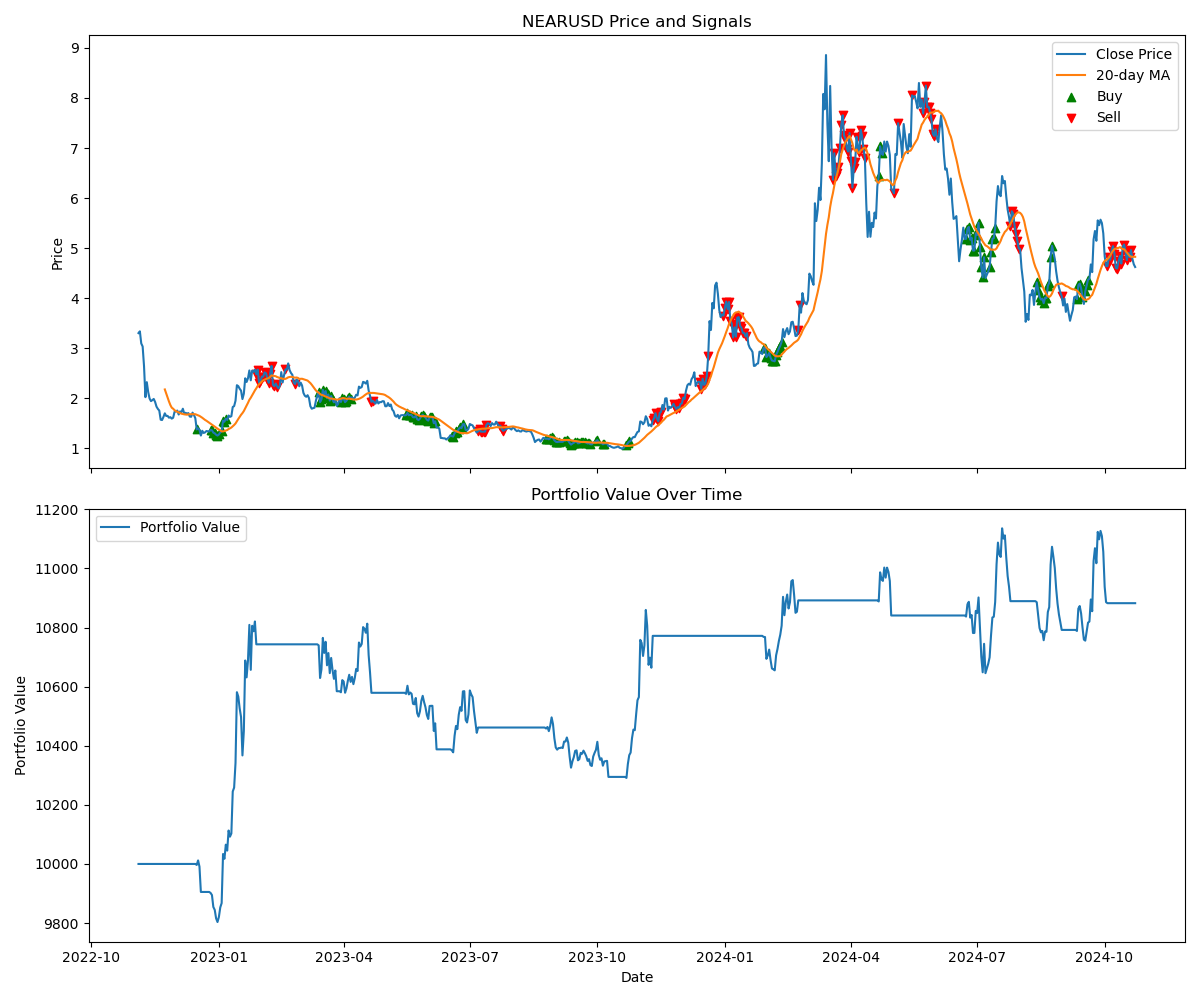 NEARUSD Price and Signals
Price
9
8
7
6
5
4
3
2
1
Close Price
20-day MA
Buy
Sell
Portfolio Value Over Time
Portfolio Value
11200
11000
10800
10600
10400
10200
10000
9800
Portfolio Value
2022-10
2023-01
2023-04
2023-07
2023-10
2024-01
2024-04
2024-07
2024-10
Date